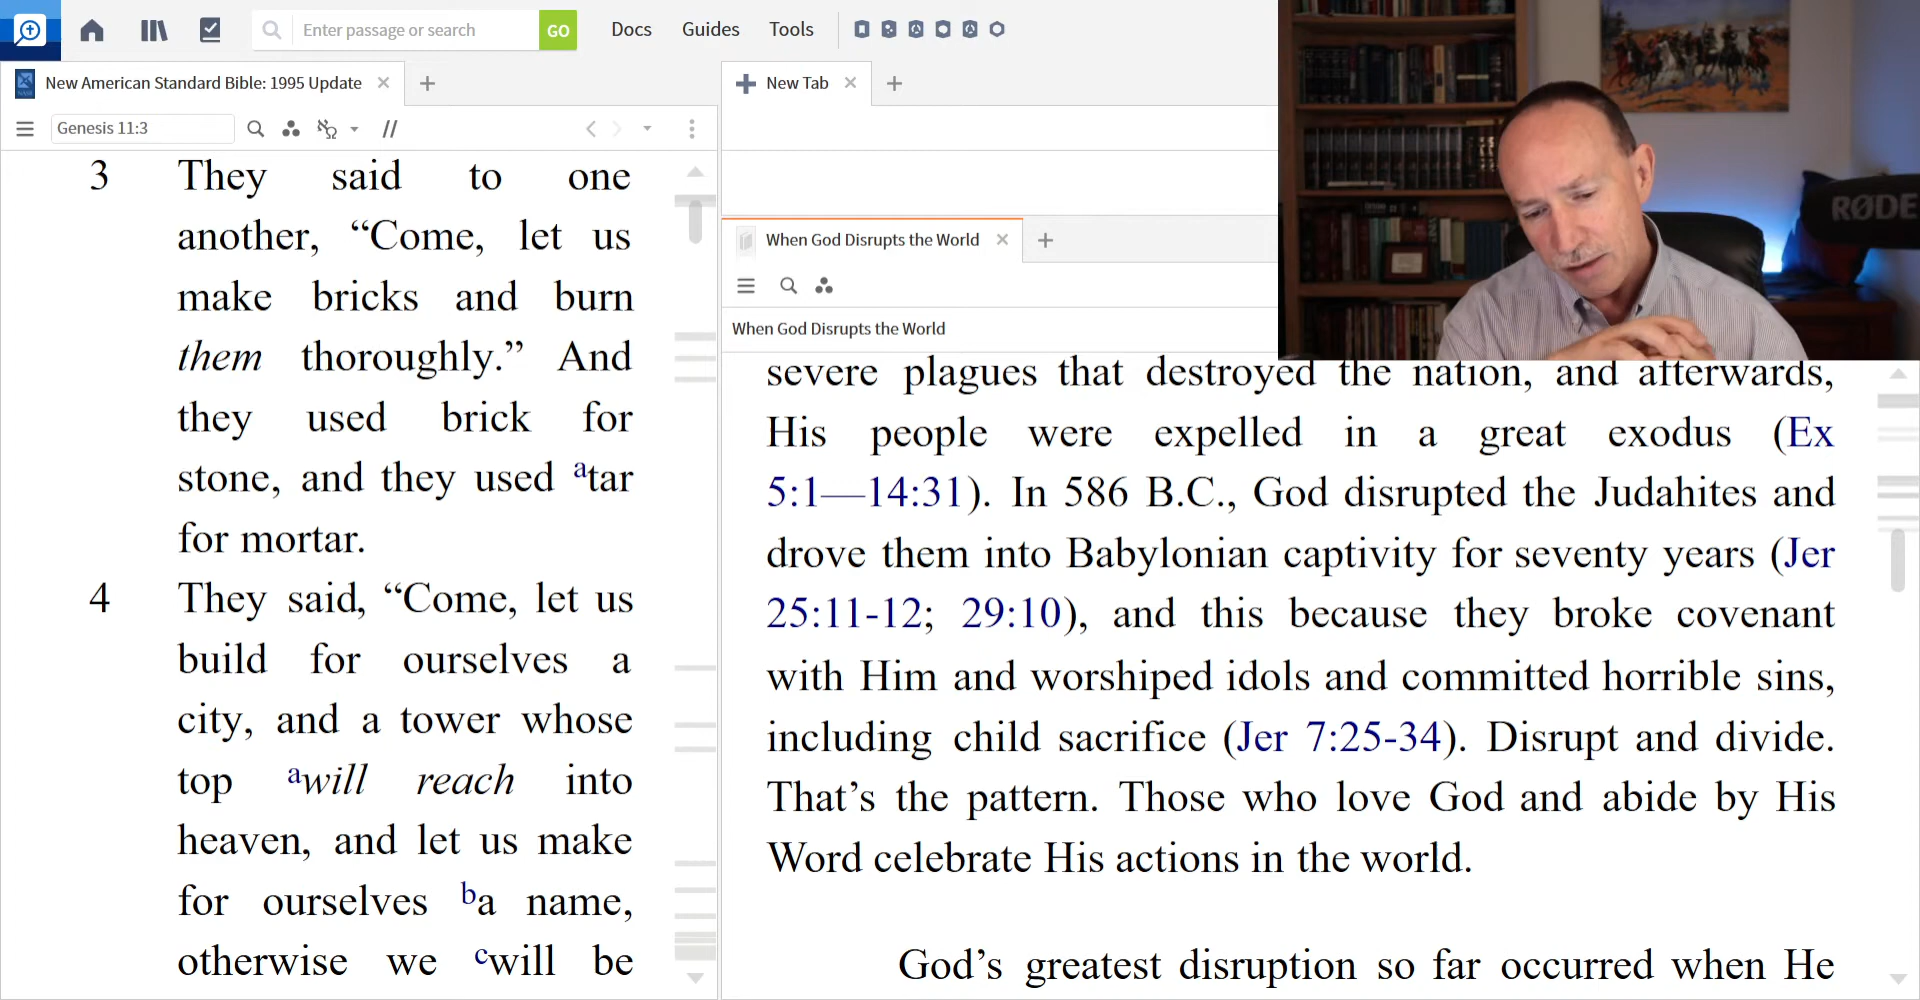 Enter passage or search
GO
Docs
Guides
Tools
New American Standard Bible: 1995 Update
Genesis 11:3
3 They said to one
another, “Come, let us
make bricks and burn
them thoroughly.” And
they used brick for
stone, and they used ᵃtar
for mortar.
4 They said, “Come, let us
build for ourselves a
city, and a tower whose
top ᵃwill reach into
heaven, and let us make
for ourselves ᵇa name,
otherwise we ᶜwill be
New Tab
When God Disrupts the World
When God Disrupts the World
severe plagues that destroyed the nation, and afterwards,
His people were expelled in a great exodus (Ex
5:1—14:31). In 586 B.C., God disrupted the Judahites and
drove them into Babylonian captivity for seventy years (Jer
25:11-12; 29:10), and this because they broke covenant
with Him and worshiped idols and committed horrible sins,
including child sacrifice (Jer 7:25-34). Disrupt and divide.
That’s the pattern. Those who love God and abide by His
Word celebrate His actions in the world.
God’s greatest disruption so far occurred when He
RØDE